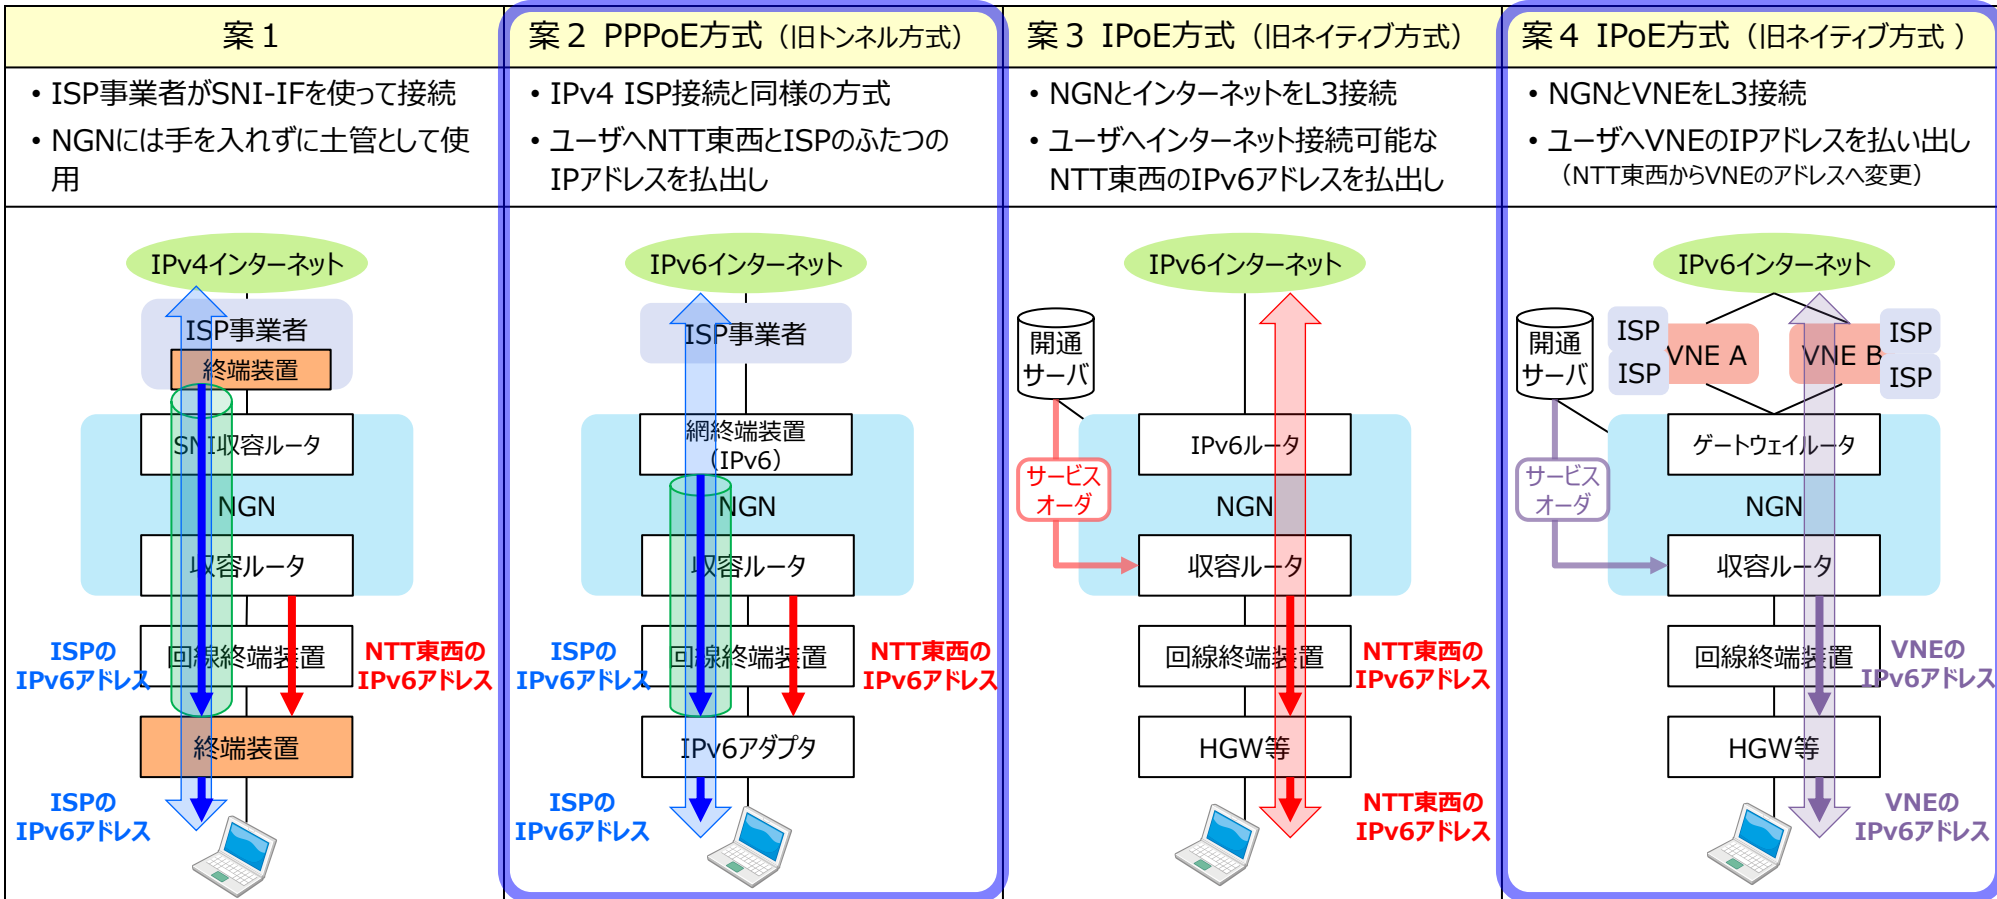 案１
・ISP事業者がSNI-IFを使って接続
・NGNには手を入れずに土管として使
用
IPv4インターネット
ISP事業者
終端装置
SNI収容ルータ
NGN
収容ルータ
回線終端装置
ISPの
IPv6アドレス
NTT東西の
IPv6アドレス
終端装置
ISPの
IPv6アドレス
案２ PPPoE方式（旧トンネル方式）
・IPv4 ISP接続と同様の方式
・ユーザへNTT東西とISPのふたつの
IPアドレスを払出し
IPv6インターネット
ISP事業者
網終端装置
（IPv6）
NGN
収容ルータ
回線終端装置
ISPの
IPv6アドレス
NTT東西の
IPv6アドレス
IPv6アダプタ
ISPの
IPv6アドレス
案３ IPoE方式（旧ネイティブ方式）
・NGNとインターネットをL3接続
・ユーザへインターネット接続可能な
NTT東西のIPv6アドレスを払出し
IPv6インターネット
開通
サーバ
サービス
オーダ
IPv6ルータ
NGN
収容ルータ
回線終端装置
NTT東西の
IPv6アドレス
HGW等
NTT東西の
IPv6アドレス
案４ IPoE方式（旧ネイティブ方式 ）
・NGNとVNEをL3接続
・ユーザへVNEのIPアドレスを払い出し
（NTT東西からVNEのアドレスへ変更）
IPv6インターネット
開通
サーバ
ISP
ISP
VNE A
VNE B
ISP
ISP
サービス
オーダ
ゲートウェイルータ
NGN
収容ルータ
回線終端装置
VNEの
IPv6アドレス
HGW等
VNEの
IPv6アドレス